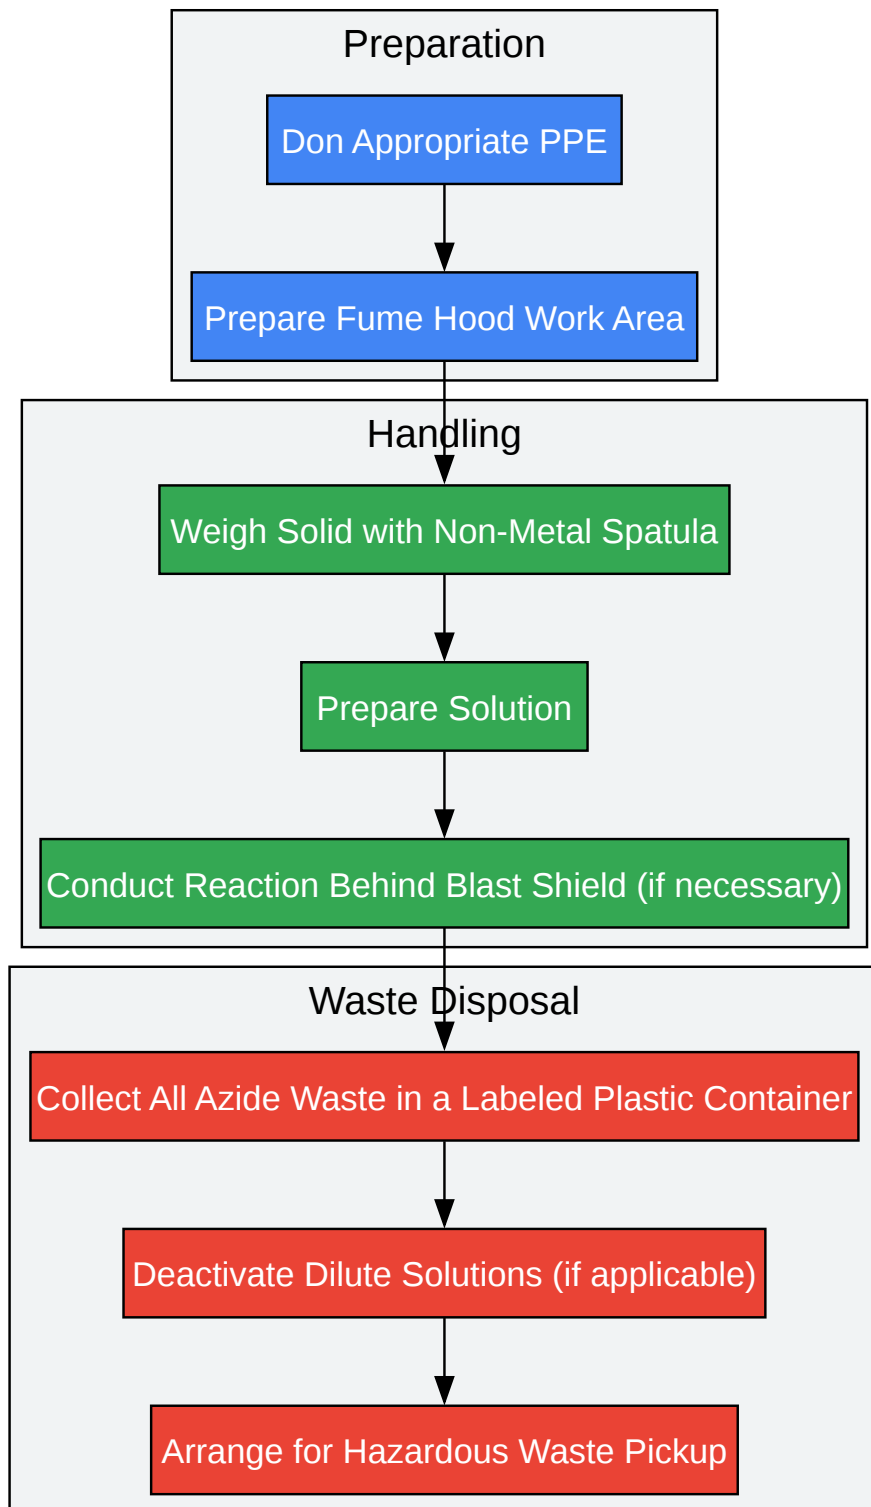 Preparation
Don Appropriate PPE
Prepare Fume Hood Work Area
Handling
Weigh Solid with Non-Metal Spatula
Prepare Solution
Conduct Reaction Behind Blast Shield (if necessary)
Waste Disposal
Collect All Azide Waste in a Labeled Plastic Container
Deactivate Dilute Solutions (if applicable)
Arrange for Hazardous Waste Pickup